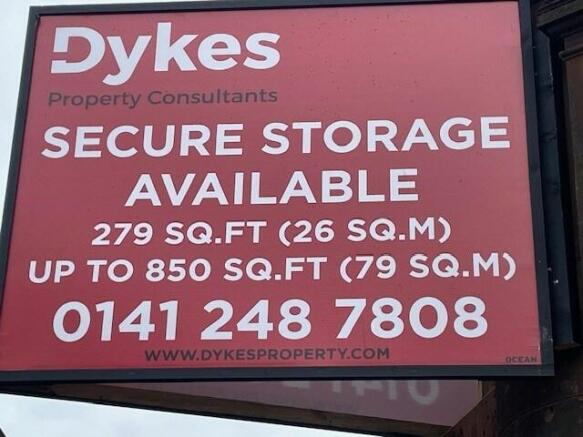 Dykes
Property Consultants
SECURE STORAGE
AVAILABLE
279 SQ.FT (26 SQ.M)
UP TO 850 SQ.FT (79 SQ.M)
0141 248 7808
WWW.DYKESPROPERTY.COM
OCEAN